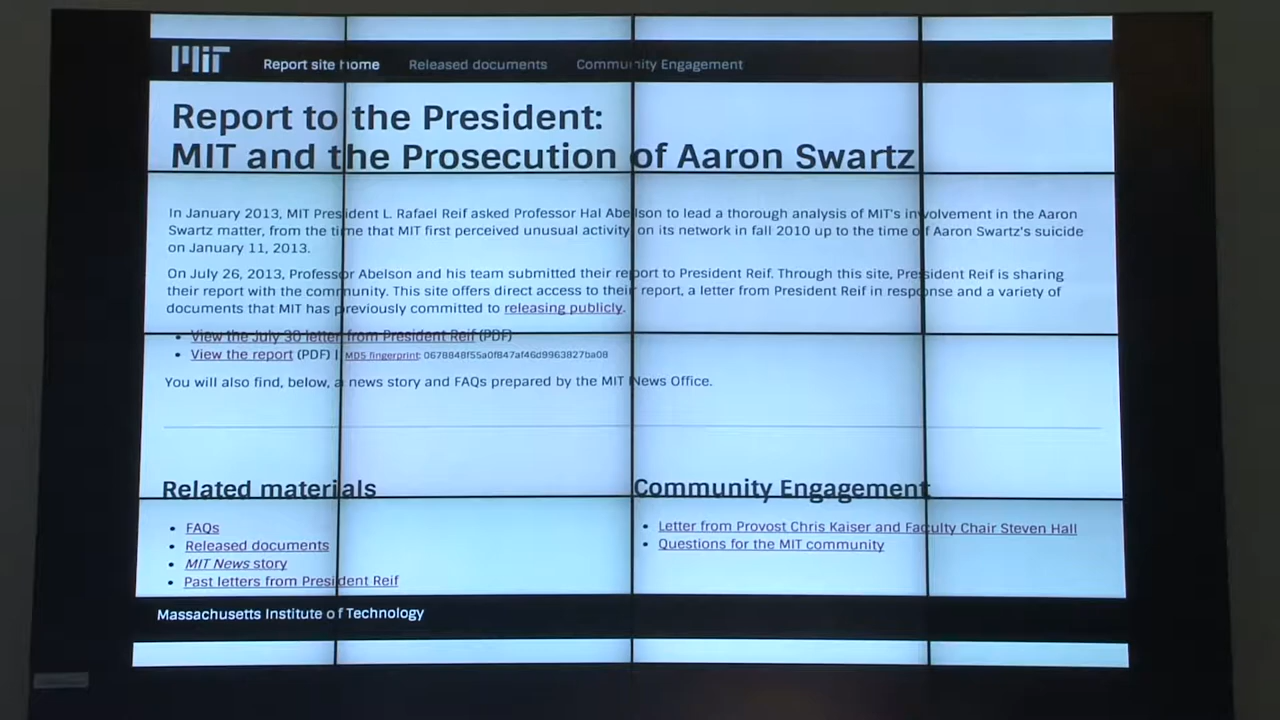 MIT
Report site home Released documents Community Engagement
Report to the President:
MIT and the Prosecution of Aaron Swartz
In January 2013, MIT President L. Rafael Reif asked Professor Hal Abelson to lead a thorough analysis of MIT's involvement in the Aaron
Swartz matter, from the time that MIT first perceived unusual activity on its network in fall 2010 up to the time of Aaron Swartz's suicide
on January 11, 2013.
On July 26, 2013, Professor Abelson and his team submitted their report to President Reif. Through this site, President Reif is sharing
their report with the community. This site offers direct access to their report, a letter from President Reif in response and a variety of
documents that MIT has previously committed to releasing publicly.
• View the July 30 letter from President Reif (PDF)
• View the report (PDF) | MD5 fingerprint: 0678848f55a0f847af46d9963827ba08
You will also find, below, a news story and FAQs prepared by the MIT News Office.
Related materials
• FAQs
• Released documents
• MIT News story
• Past letters from President Reif
Community Engagement
• Letter from Provost Chris Kaiser and Faculty Chair Steven Hall
• Questions for the MIT community
Massachusetts Institute of Technology